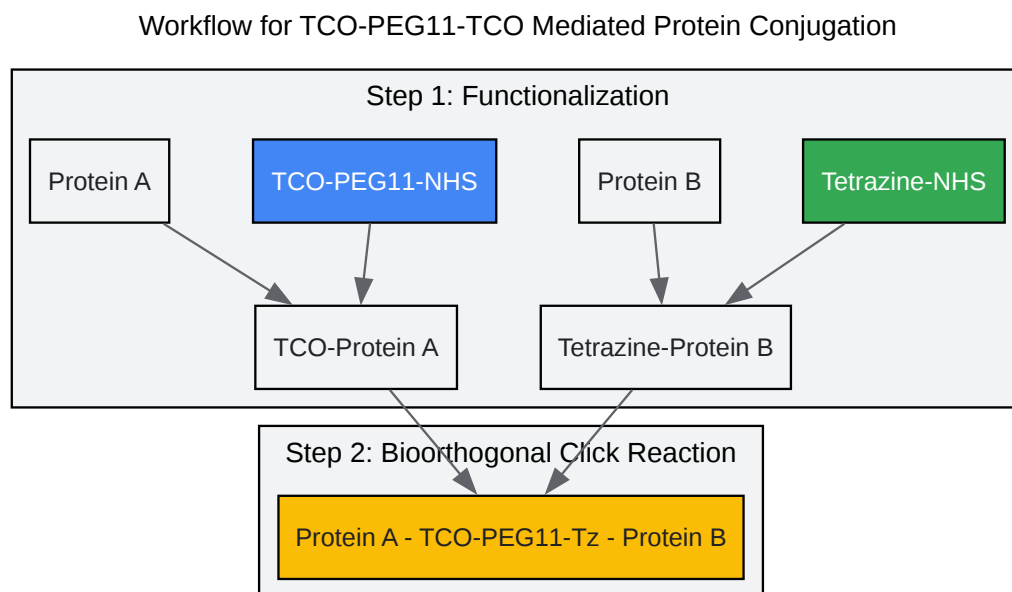 Workflow for TCO-PEG11-TCO Mediated Protein Conjugation
Step 1: Functionalization
Protein A
TCO-PEG11-NHS
Protein B
Tetrazine-NHS
TCO-Protein A
Tetrazine-Protein B
Step 2: Bioorthogonal Click Reaction
Protein A - TCO-PEG11-Tz - Protein B